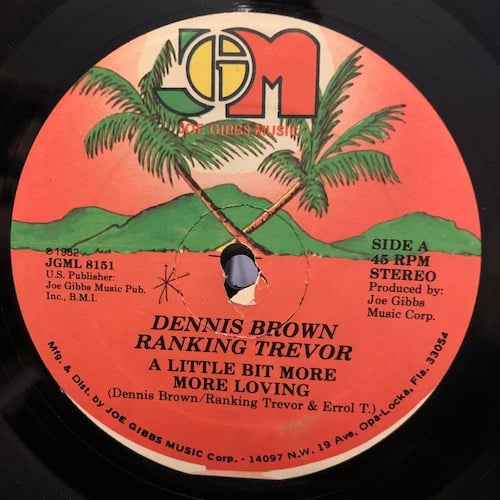 JGM
JOE GIBBS MUSIC
℗ 1982
JGML 8151
U.S. Publisher:
Joe Gibbs Music Pub.
Inc., B.M.I.
SIDE A
45 RPM
STEREO
Produced by:
Joe Gibbs
Music Corp.
DENNIS BROWN
RANKING TREVOR
A LITTLE BIT MORE
MORE LOVING
(Dennis Brown/Ranking Trevor & Errol T.)
Mfg. & Dist. by JOE GIBBS MUSIC Corp. - 14097 N.W. 19 Ave. Opa-Locka, Fla. 33054